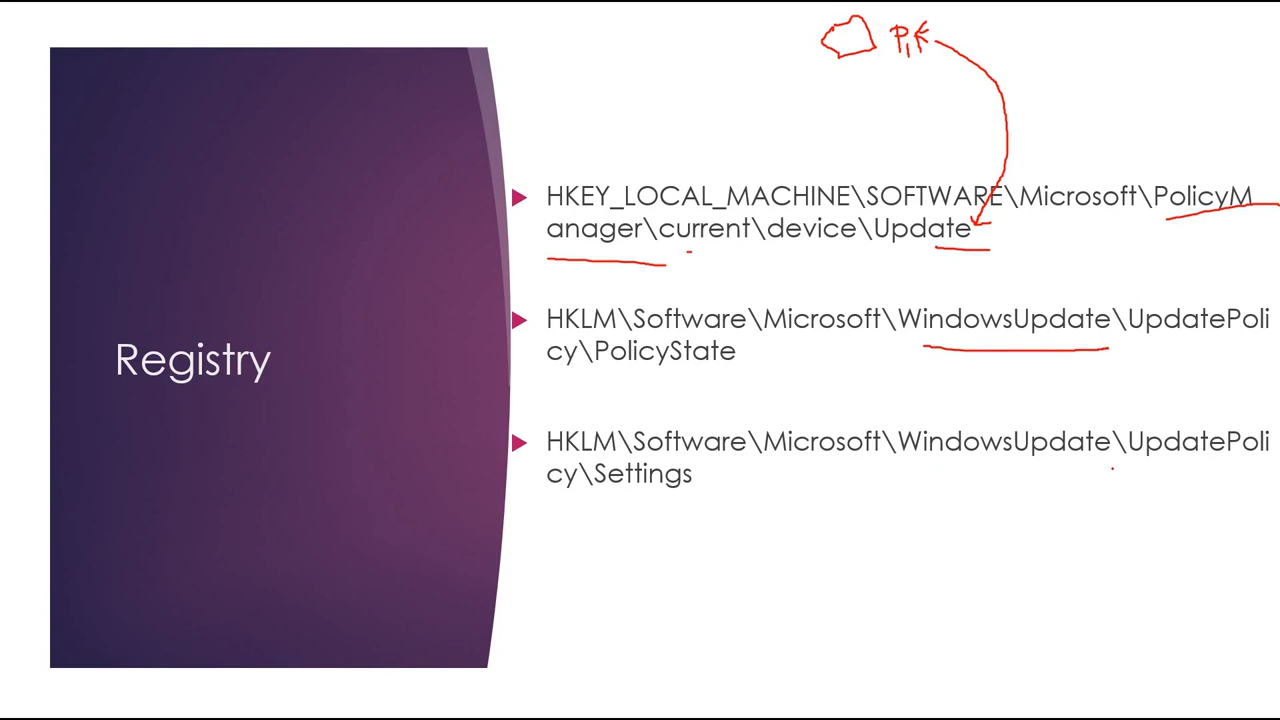 Registry
HKEY_LOCAL_MACHINE\SOFTWARE\Microsoft\PolicyM
anager\current\device\Update
HKLM\Software\Microsoft\WindowsUpdate\UpdatePoli
cy\PolicyState
HKLM\Software\Microsoft\WindowsUpdate\UpdatePoli
cy\Settings